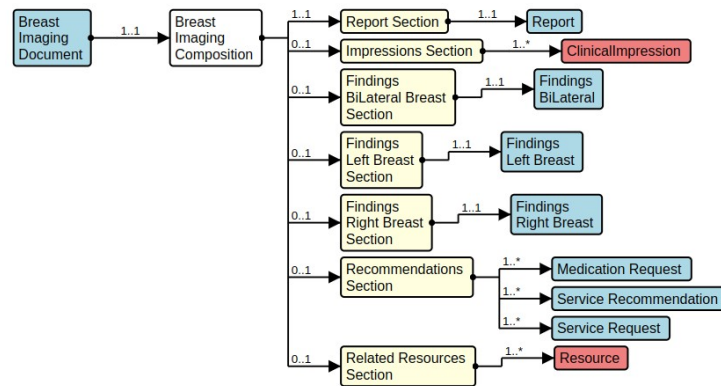 Breast
Imaging
Document
1..1
Breast
Imaging
Composition
1..1
Report Section
1..1
Report
0..1
Impressions Section
1..*
ClinicalImpression
0..1
Findings
BiLateral Breast
Section
1..1
Findings
BiLateral
0..1
Findings
Left Breast
Section
1..1
Findings
Left Breast
0..1
Findings
Right Breast
Section
1..1
Findings
Right Breast
0..1
Recommendations
Section
1..*
Medication Request
1..*
Service Recommendation
1..*
Service Request
0..1
Related Resources
Section
1..*
Resource